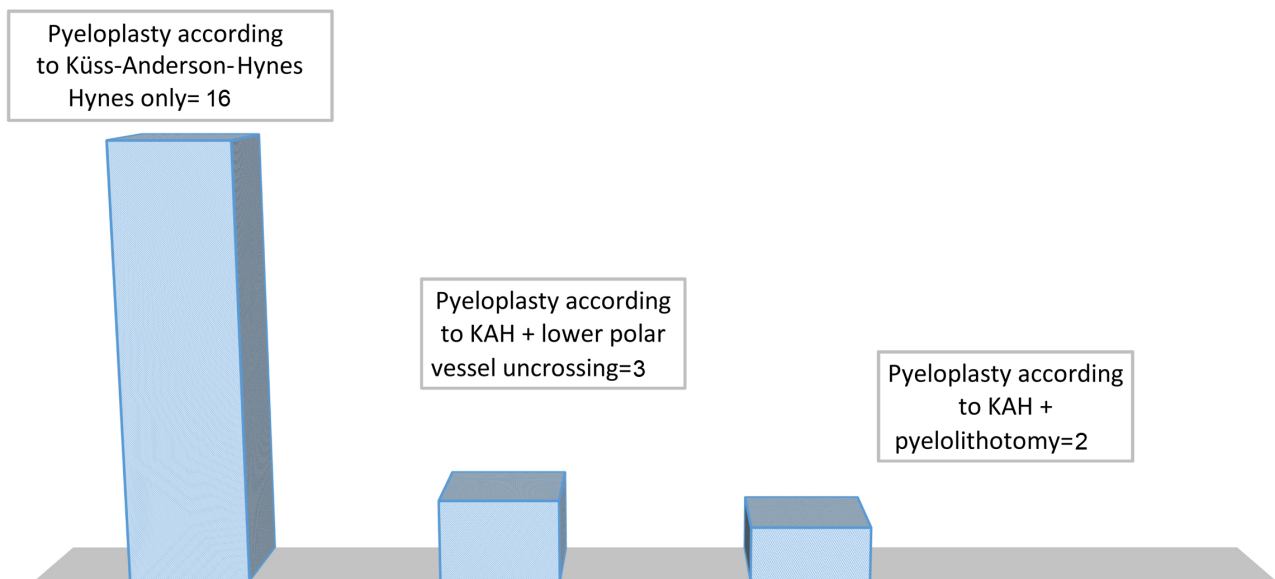 Pyeloplasty according
to Küss-Anderson-Hynes
Hynes only= 16
Pyeloplasty according
to KAH + lower polar
vessel uncrossing=3
Pyeloplasty according
to KAH +
pyelolithotomy=2